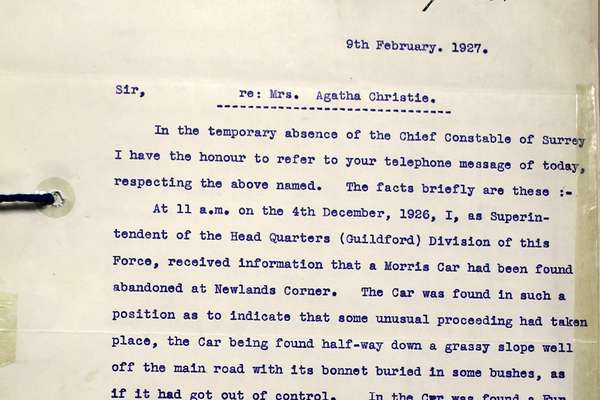 9th February. 1927.
Sir,
re: Mrs. Agatha Christie.
In the temporary absence of the Chief Constable of Surrey
I have the honour to refer to your telephone message of today,
respecting the above named. The facts briefly are these :-
At 11 a.m. on the 4th December, 1926, I, as Superin-
tendent of the Head Quarters (Guildford) Division of this
Force, received information that a Morris Car had been found
abandoned at Newlands Corner. The Car was found in such a
position as to indicate that some unusual proceeding had taken
place, the Car being found half-way down a grassy slope well
off the main road with its bonnet buried in some bushes, as
if it had got out of control. In the Car was found a Fur